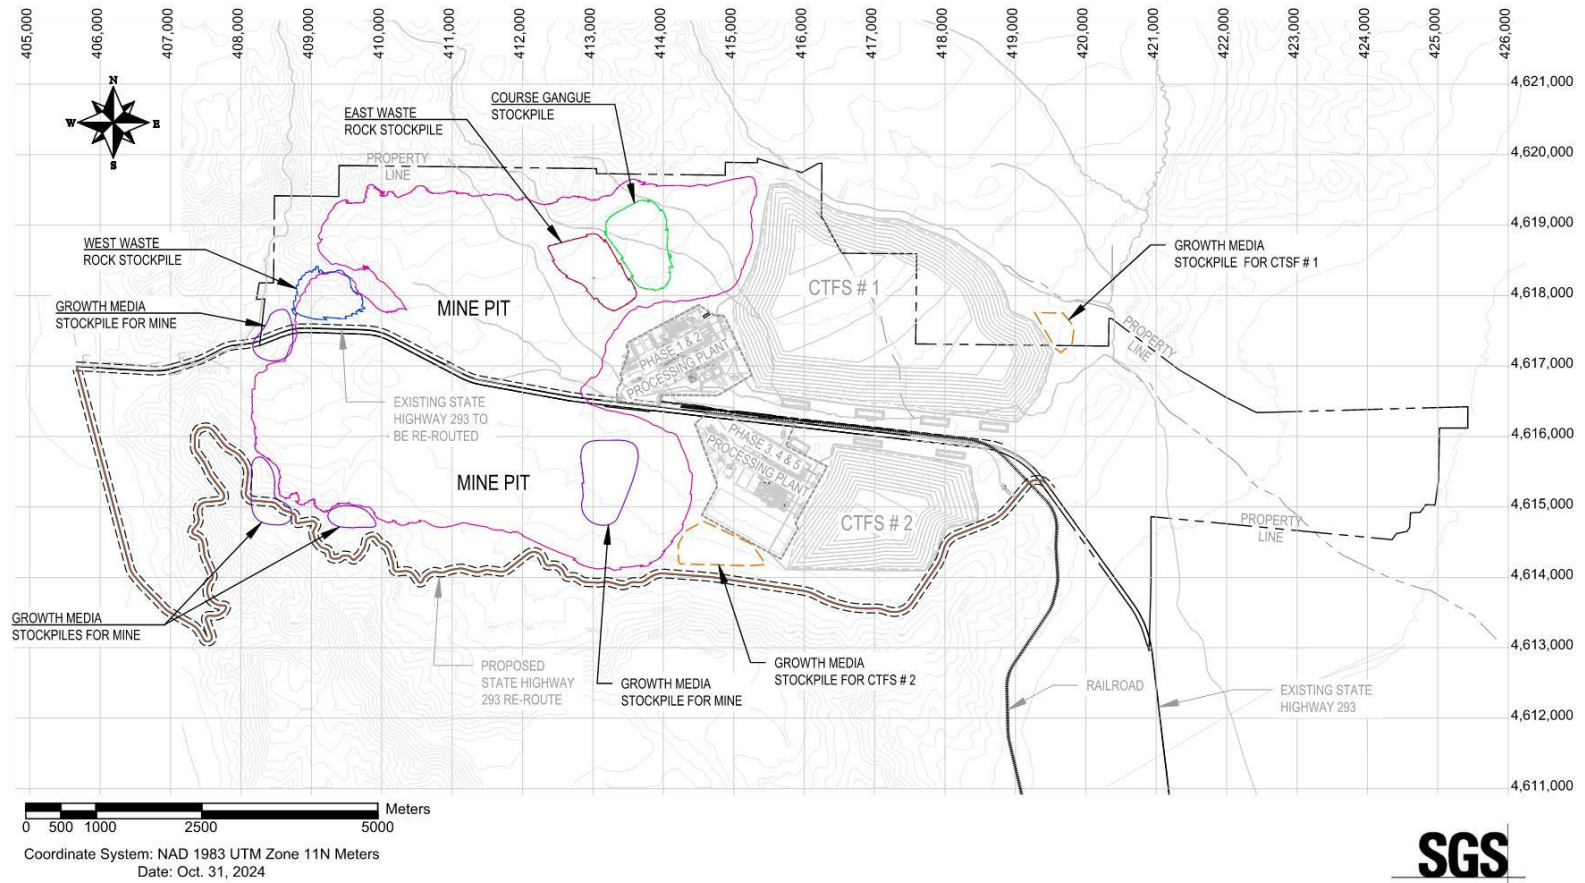 405,000
406,000
407,000
408,000
409,000
410,000
411,000
412,000
413,000
414,000
415,000
416,000
417,000
418,000
419,000
420,000
421,000
422,000
423,000
424,000
425,000
426,000
4,621,000
4,620,000
4,619,000
4,618,000
4,617,000
4,616,000
4,615,000
4,614,000
4,613,000
4,612,000
4,611,000
N
W
E
S
COURSE GANGUE
STOCKPILE
EAST WASTE
ROCK STOCKPILE
PROPERTY
LINE
WEST WASTE
ROCK STOCKPILE
GROWTH MEDIA
STOCKPILE FOR CTSF # 1
CTFS # 1
MINE PIT
GROWTH MEDIA
STOCKPILE FOR MINE
PROPERTY
LINE
PHASE 1 & 2
PROCESSING PLANT
EXISTING STATE
HIGHWAY 293 TO
BE RE-ROUTED
PHASE 3, 4 & 5
PROCESSING PLANT
MINE PIT
CTFS # 2
PROPERTY
LINE
GROWTH MEDIA
STOCKPILES FOR MINE
PROPOSED
STATE HIGHWAY
293 RE-ROUTE
GROWTH MEDIA
STOCKPILE FOR MINE
GROWTH MEDIA
STOCKPILE FOR CTFS # 2
RAILROAD
EXISTING STATE
HIGHWAY 293
Meters
0 500 1000 2500 5000
Coordinate System: NAD 1983 UTM Zone 11N Meters
Date: Oct. 31, 2024
SGS